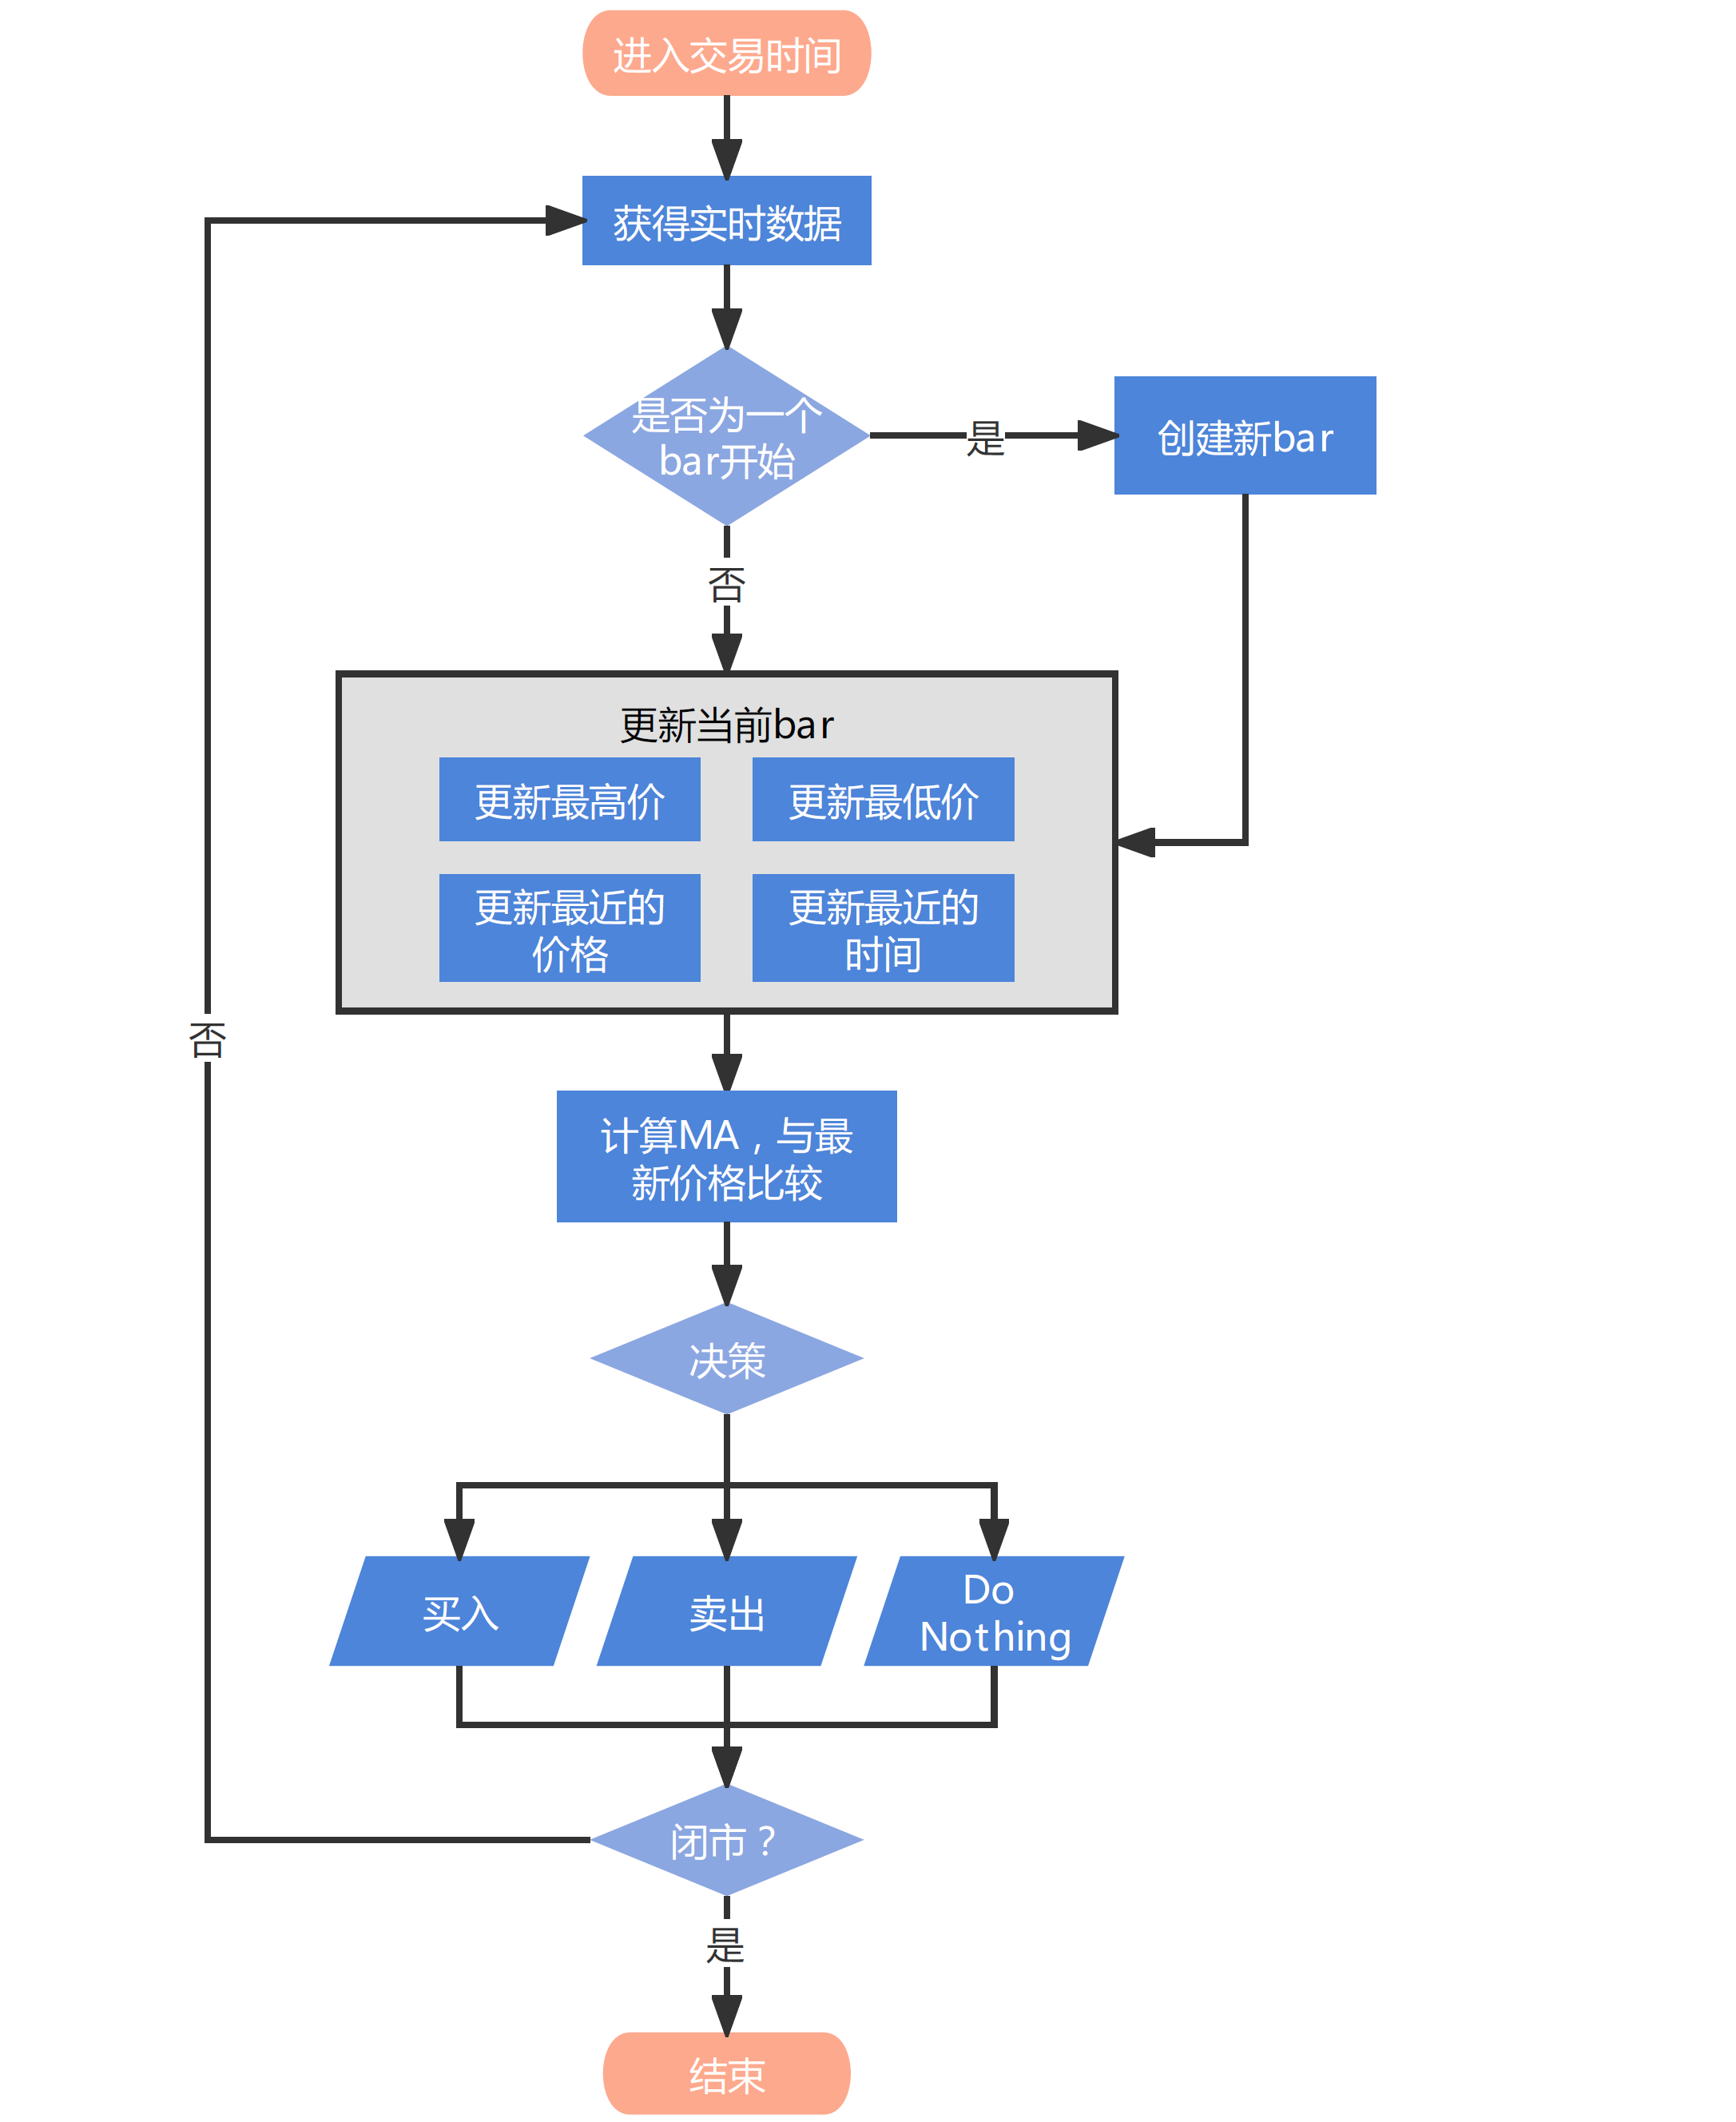 进入交易时间
获得实时数据
是否为一个
bar开始
是
创建新bar
否
更新当前bar
更新最高价
更新最低价
更新最近的
价格
更新最近的
时间
否
计算MA，与最
新价格比较
决策
买入
卖出
Do
Nothing
闭市？
是
结束